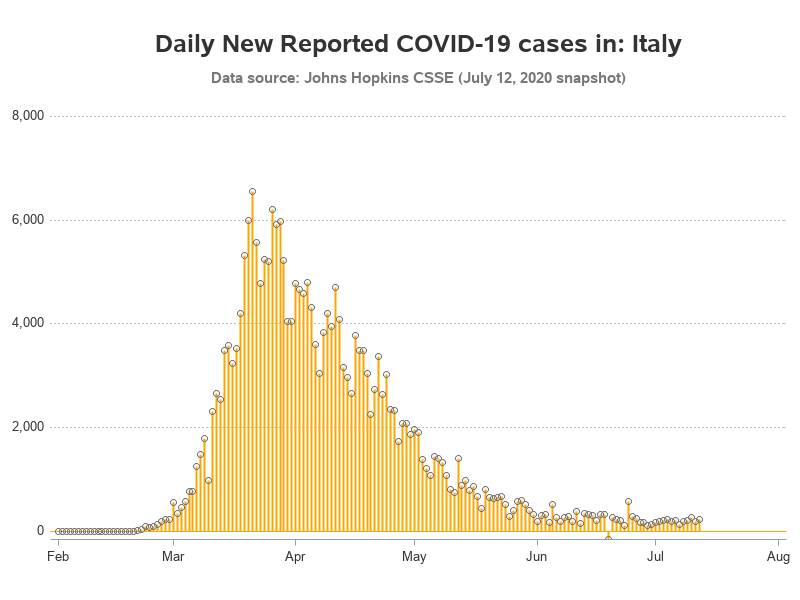 Daily New Reported COVID-19 cases in: Italy
Data source: Johns Hopkins CSSE (July 12, 2020 snapshot)
8,000
6,000
4,000
2,000
0
Feb Mar Apr May Jun Jul Aug